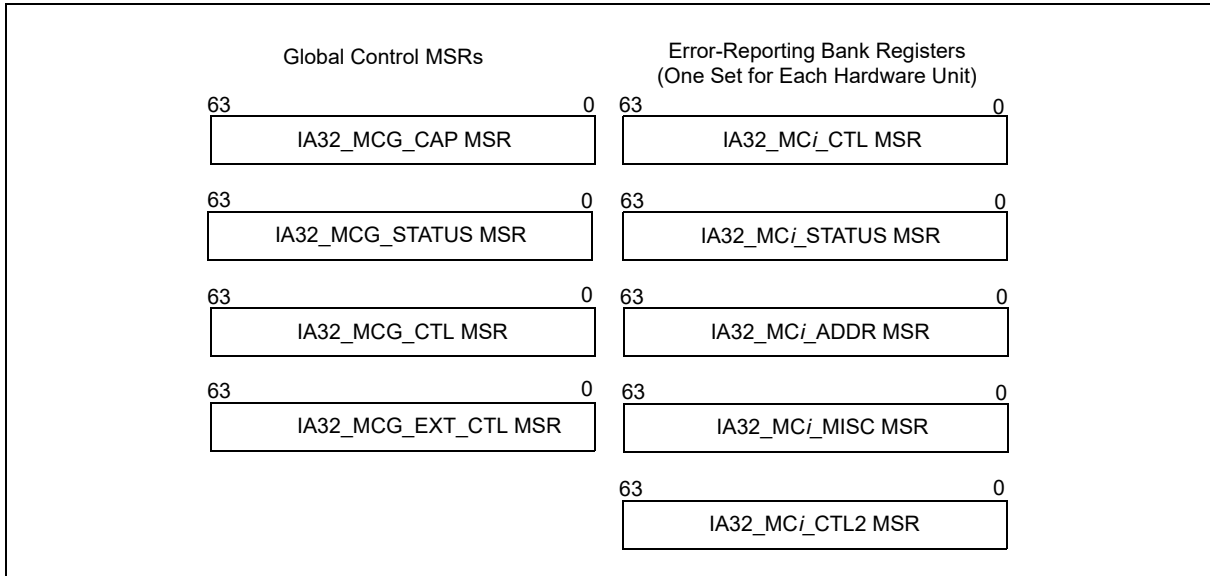 Global Control MSRs
Error-Reporting Bank Registers
(One Set for Each Hardware Unit)
63 0 63 0
IA32_MCG_CAP MSR IA32_MCi_CTL MSR
63 0 63 0
IA32_MCG_STATUS MSR IA32_MCi_STATUS MSR
63 0 63 0
IA32_MCG_CTL MSR IA32_MCi_ADDR MSR
63 0 63 0
IA32_MCG_EXT_CTL MSR IA32_MCi_MISC MSR
63 0
IA32_MCi_CTL2 MSR